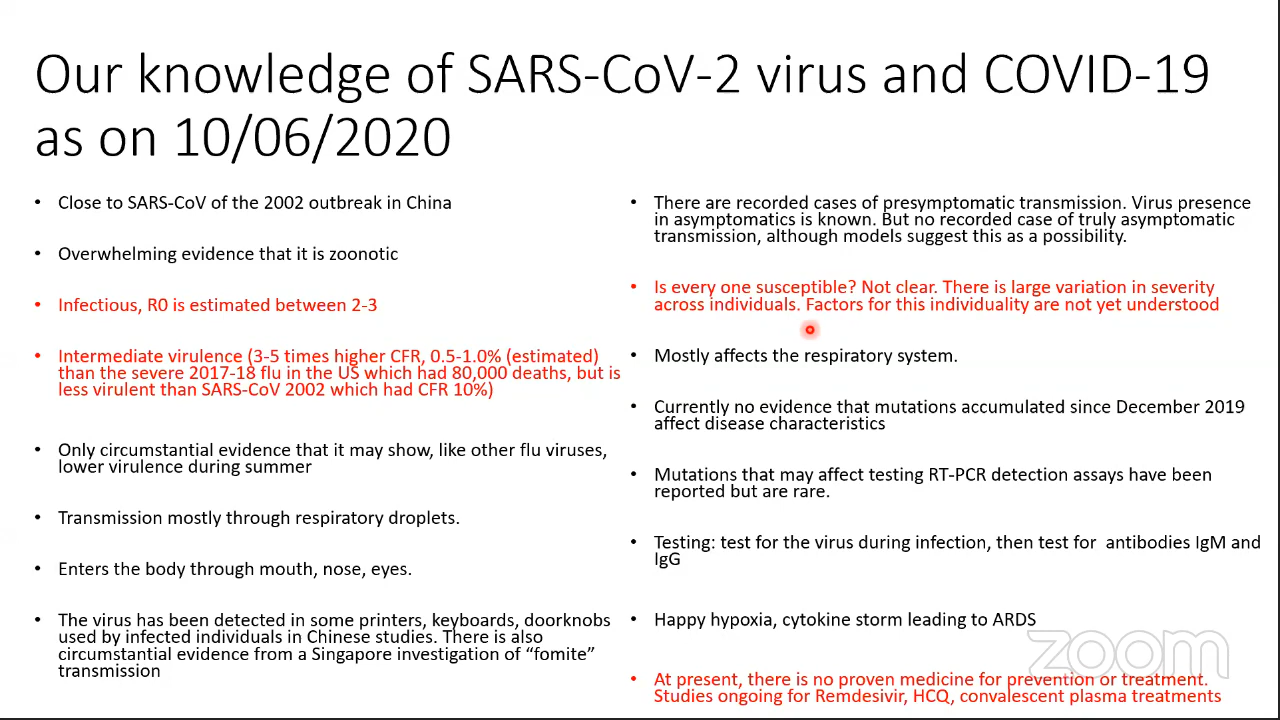 Our knowledge of SARS-CoV-2 virus and COVID-19
as on 10/06/2020
• Close to SARS-CoV of the 2002 outbreak in China
• Overwhelming evidence that it is zoonotic
• Infectious, R0 is estimated between 2-3
• Intermediate virulence (3-5 times higher CFR, 0.5-1.0% (estimated)
than the severe 2017-18 flu in the US which had 80,000 deaths, but is
less virulent than SARS-CoV 2002 which had CFR 10%)
• Only circumstantial evidence that it may show, like other flu viruses,
lower virulence during summer
• Transmission mostly through respiratory droplets.
• Enters the body through mouth, nose, eyes.
• The virus has been detected in some printers, keyboards, doorknobs
used by infected individuals in Chinese studies. There is also
circumstantial evidence from a Singapore investigation of “fomite”
transmission
• There are recorded cases of presymptomatic transmission. Virus presence
in asymptomatics is known. But no recorded case of truly asymptomatic
transmission, although models suggest this as a possibility.
• Is every one susceptible? Not clear. There is large variation in severity
across individuals. Factors for this individuality are not yet understood
• Mostly affects the respiratory system.
• Currently no evidence that mutations accumulated since December 2019
affect disease characteristics
• Mutations that may affect testing RT-PCR detection assays have been
reported but are rare.
• Testing: test for the virus during infection, then test for  antibodies IgM and
IgG
• Happy hypoxia, cytokine storm leading to ARDS
• At present, there is no proven medicine for prevention or treatment.
Studies ongoing for Remdesivir, HCQ, convalescent plasma treatments
zoom